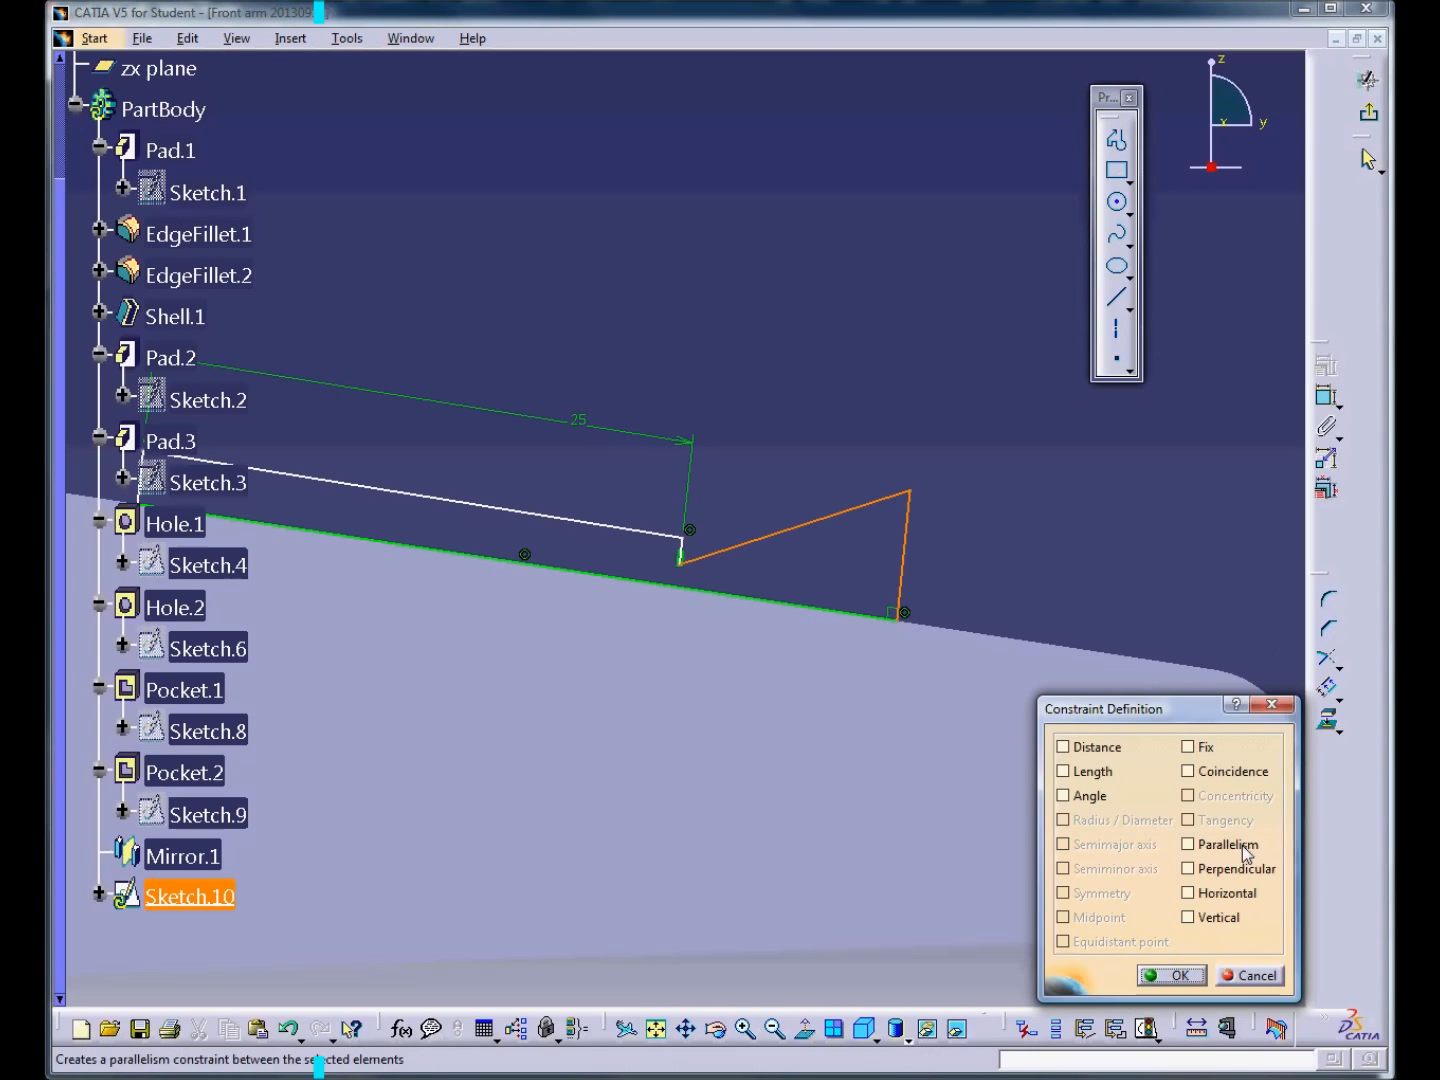 CATIA V5 for Student - [Front arm 201309
Start File Edit View Insert Tools Window Help
zx plane
PartBody
Pad.1
Sketch.1
EdgeFillet.1
EdgeFillet.2
Shell.1
Pad.2
Sketch.2
Pad.3
Sketch.3
Hole.1
Sketch.4
Hole.2
Sketch.6
Pocket.1
Sketch.8
Pocket.2
Sketch.9
Mirror.1
Sketch.10
25
Pr...
z
x
y
Constraint Definition
Distance Fix
Length Coincidence
Angle Concentricity
Radius / Diameter Tangency
Semimajor axis Parallelism
Semiminor axis Perpendicular
Symmetry Horizontal
Midpoint Vertical
Equidistant point
OK Cancel
f(x)
CATIA
Creates a parallelism constraint between the selected elements